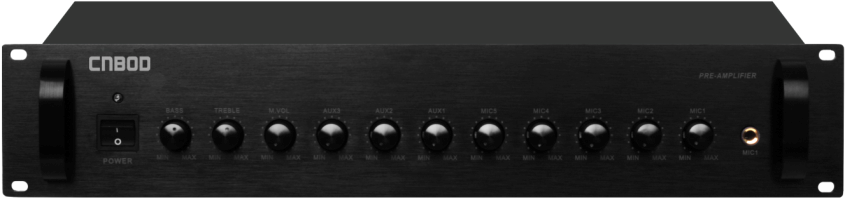 CNBOD
PRE-AMPLIFIER
BASS TREBLE M.VOL AUX3 AUX2 AUX1 MIC5 MIC4 MIC3 MIC2 MIC1
I
O
MIN MAX MIN MAX MIN MAX MIN MAX MIN MAX MIN MAX MIN MAX MIN MAX MIN MAX MIN MAX MIN MAX
POWER
MIC1